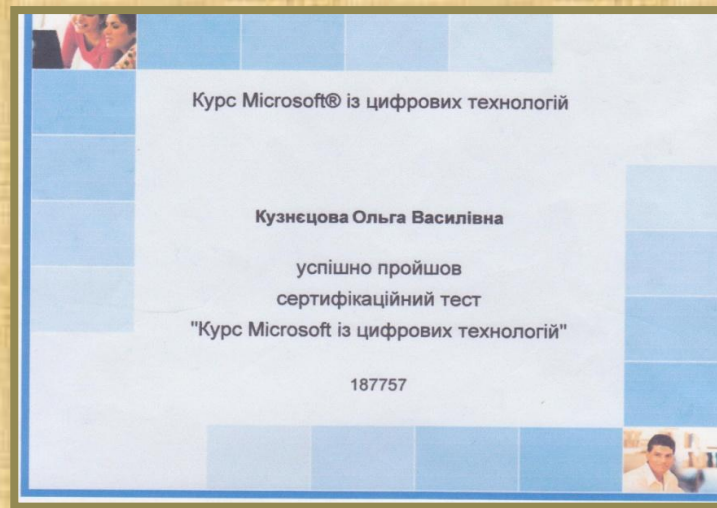 Курс Microsoft® із цифрових технологій
Кузнєцова Ольга Василівна
успішно пройшов
сертифікаційний тест
"Курс Microsoft із цифрових технологій"
187757